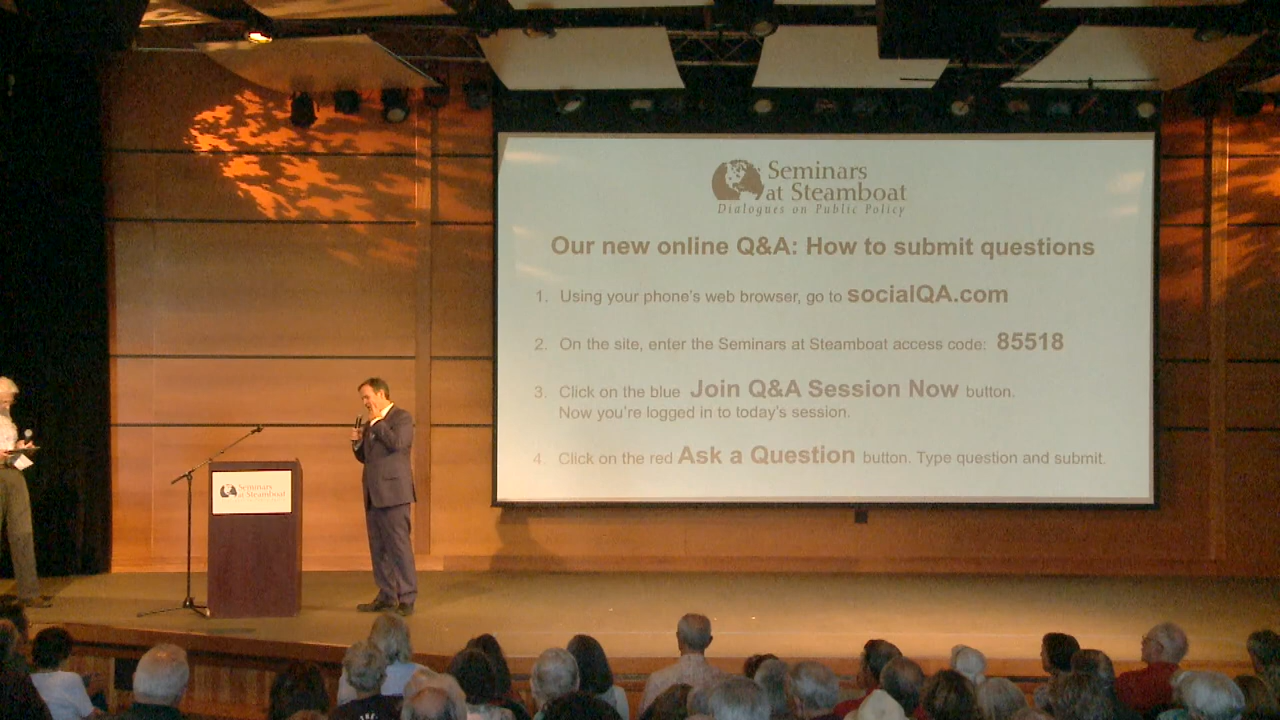 Seminars
at Steamboat
Dialogues on Public Policy
Our new online Q&A: How to submit questions
1. Using your phone's web browser, go to socialQA.com
2. On the site, enter the Seminars at Steamboat access code: 85518
3. Click on the blue Join Q&A Session Now button.
Now you're logged in to today's session.
4. Click on the red Ask a Question button. Type question and submit.
Seminars
at Steamboat